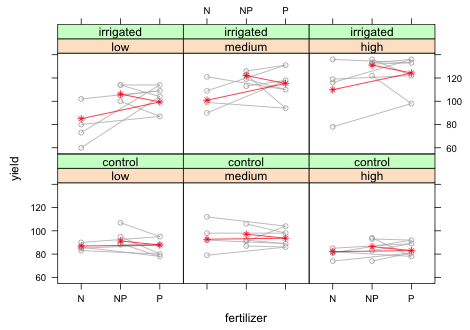 N NP P
irrigated irrigated irrigated
low medium high
120
100
80
60
control control control
low medium high
120
100
80
60
N NP P N NP P
yield
fertilizer